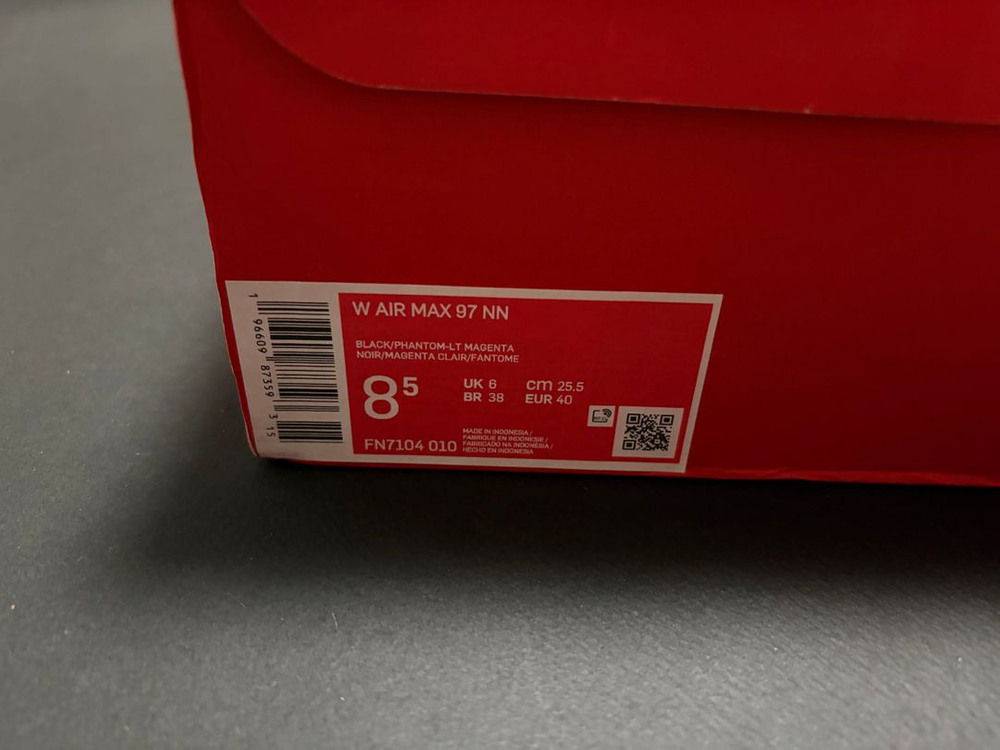 W AIR MAX 97 NN
BLACK/PHANTOM-LT MAGENTA
NOIR/MAGENTA CLAIR/FANTOME
8⁵
UK 6 cm 25.5
BR 38 EUR 40
FN7104 010
MADE IN INDONESIA /
FABRIQUE EN INDONESIE /
FABRICADO NA INDONÉSIA /
HECHO EN INDONESIA
1 96609 87359 3 15